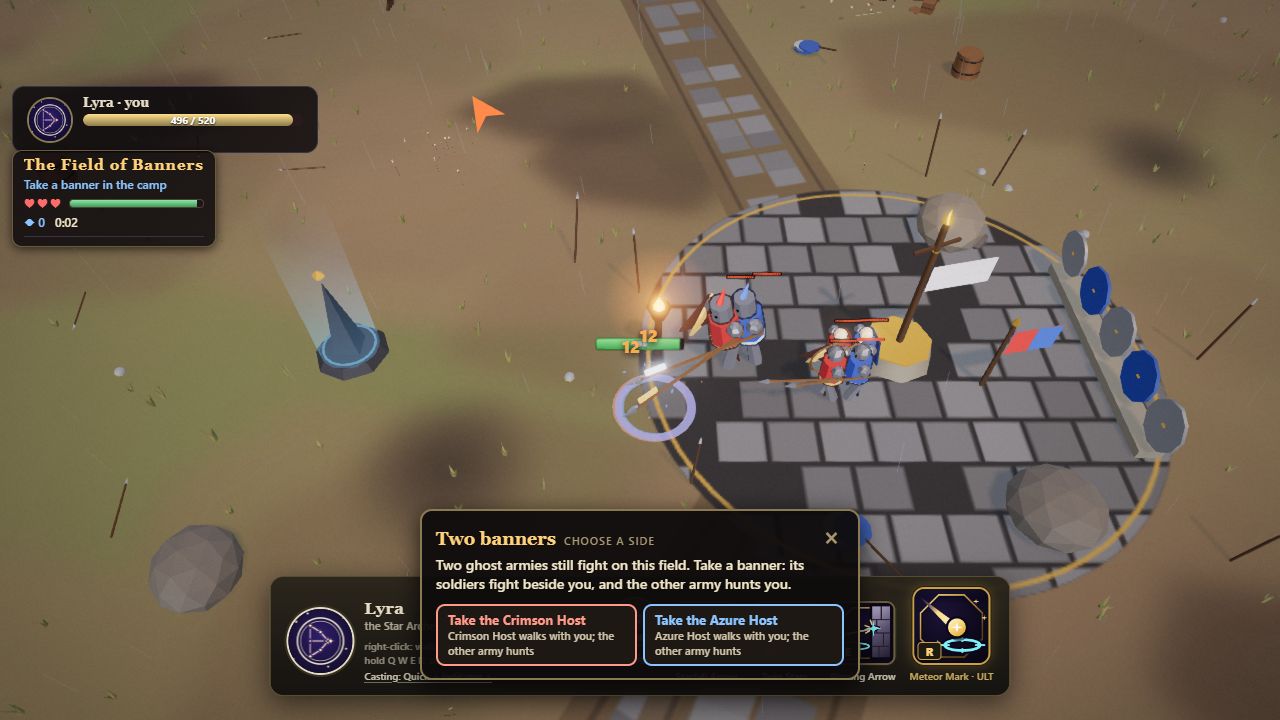 Lyra · you
496 / 520
The Field of Banners
Take a banner in the camp
0 0:02
12
12
Two banners CHOOSE A SIDE
Two ghost armies still fight on this field. Take a banner: its
soldiers fight beside you, and the other army hunts you.
Take the Crimson Host
Crimson Host walks with you; the
other army hunts
Take the Azure Host
Azure Host walks with you; the
other army hunts
Lyra
the Star
right-click:
hold Q W E
Casting:
Arrow
R
Meteor Mark · ULT